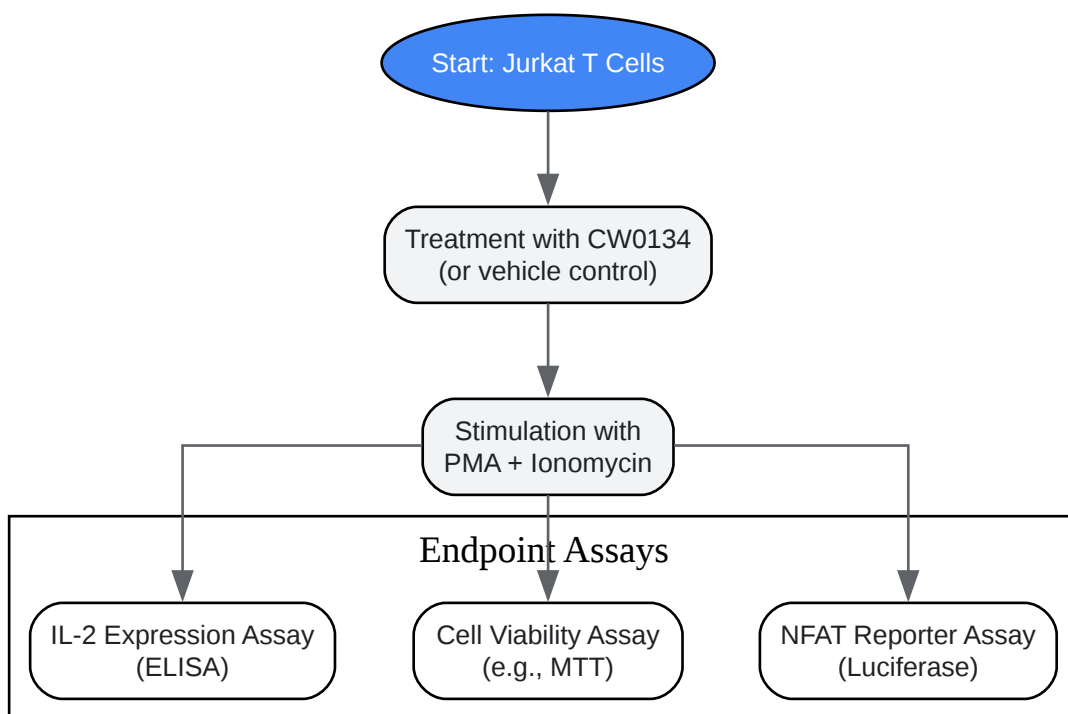 Start: Jurkat T Cells
Treatment with CW0134
(or vehicle control)
Stimulation with
PMA + Ionomycin
Endpoint Assays
IL-2 Expression Assay
(ELISA)
Cell Viability Assay
(e.g., MTT)
NFAT Reporter Assay
(Luciferase)